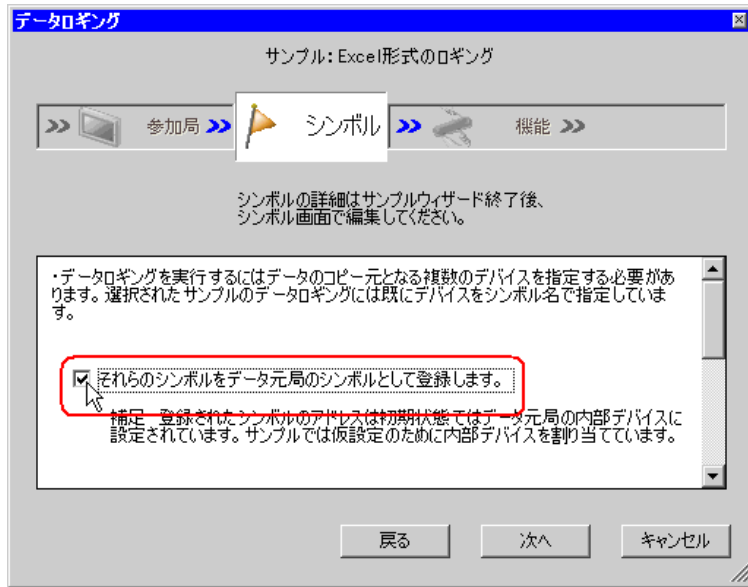 データロギング
サンプル：Excel形式のロギング
>> 参加局 >> シンボル >> 機能 >>
シンボルの詳細はサンプルウィザード終了後、
シンボル画面で編集してください。
・データロギングを実行するにはデータのコピー元となる複数のデバイスを指定する必要があ
ります。選択されたサンプルのデータロギングには既にデバイスをシンボル名で指定していま
す。
それらのシンボルをデータ元局のシンボルとして登録します。
補足 登録されたシンボルのアドレスは初期状態ではデータ元局の内部デバイスに
設定されています。サンプルでは仮設定のために内部デバイスを割り当てています。
戻る 次へ キャンセル